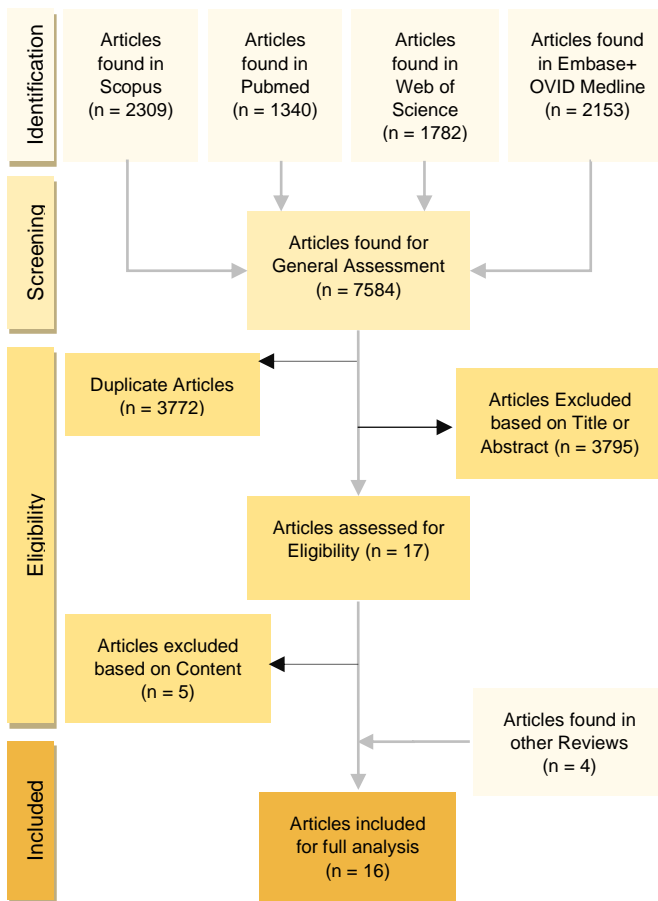 Identification
Articles
found in
Scopus
(n = 2309)
Articles
found in
Pubmed
(n = 1340)
Articles
found in
Web of
Science
(n = 1782)
Articles found
in Embase+
OVID Medline
(n = 2153)
Screening
Articles found for
General Assessment
(n = 7584)
Eligibility
Duplicate Articles
(n = 3772)
Articles Excluded
based on Title or
Abstract (n = 3795)
Articles assessed for
Eligibility (n = 17)
Articles excluded
based on Content
(n = 5)
Articles found in
other Reviews
(n = 4)
Included
Articles included
for full analysis
(n = 16)